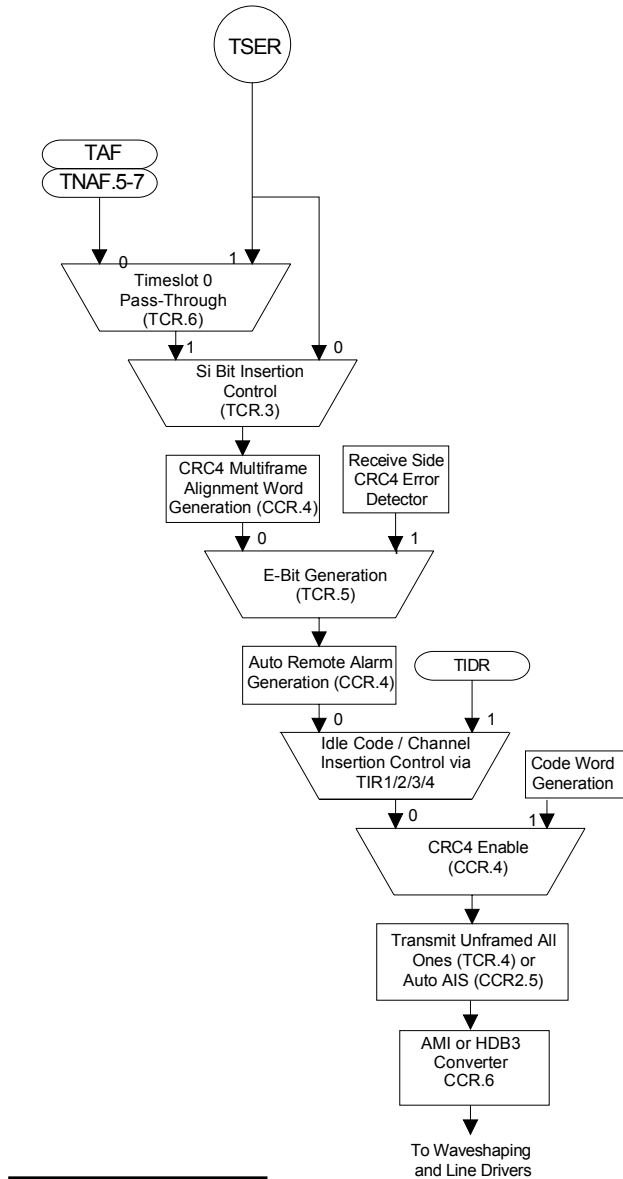 TSER
TAF
TNAF.5-7
0
1
Timeslot 0
Pass-Through
(TCR.6)
1
0
Si Bit Insertion
Control
(TCR.3)
CRC4 Multiframe
Alignment Word
Generation (CCR.4)
Receive Side
CRC4 Error
Detector
0
1
E-Bit Generation
(TCR.5)
Auto Remote Alarm
Generation (CCR.4)
TIDR
0
1
Idle Code / Channel
Insertion Control via
TIR1/2/3/4
Code Word
Generation
0
1
CRC4 Enable
(CCR.4)
Transmit Unframed All
Ones (TCR.4) or
Auto AIS (CCR2.5)
AMI or HDB3
Converter
CCR.6
To Waveshaping
and Line Drivers